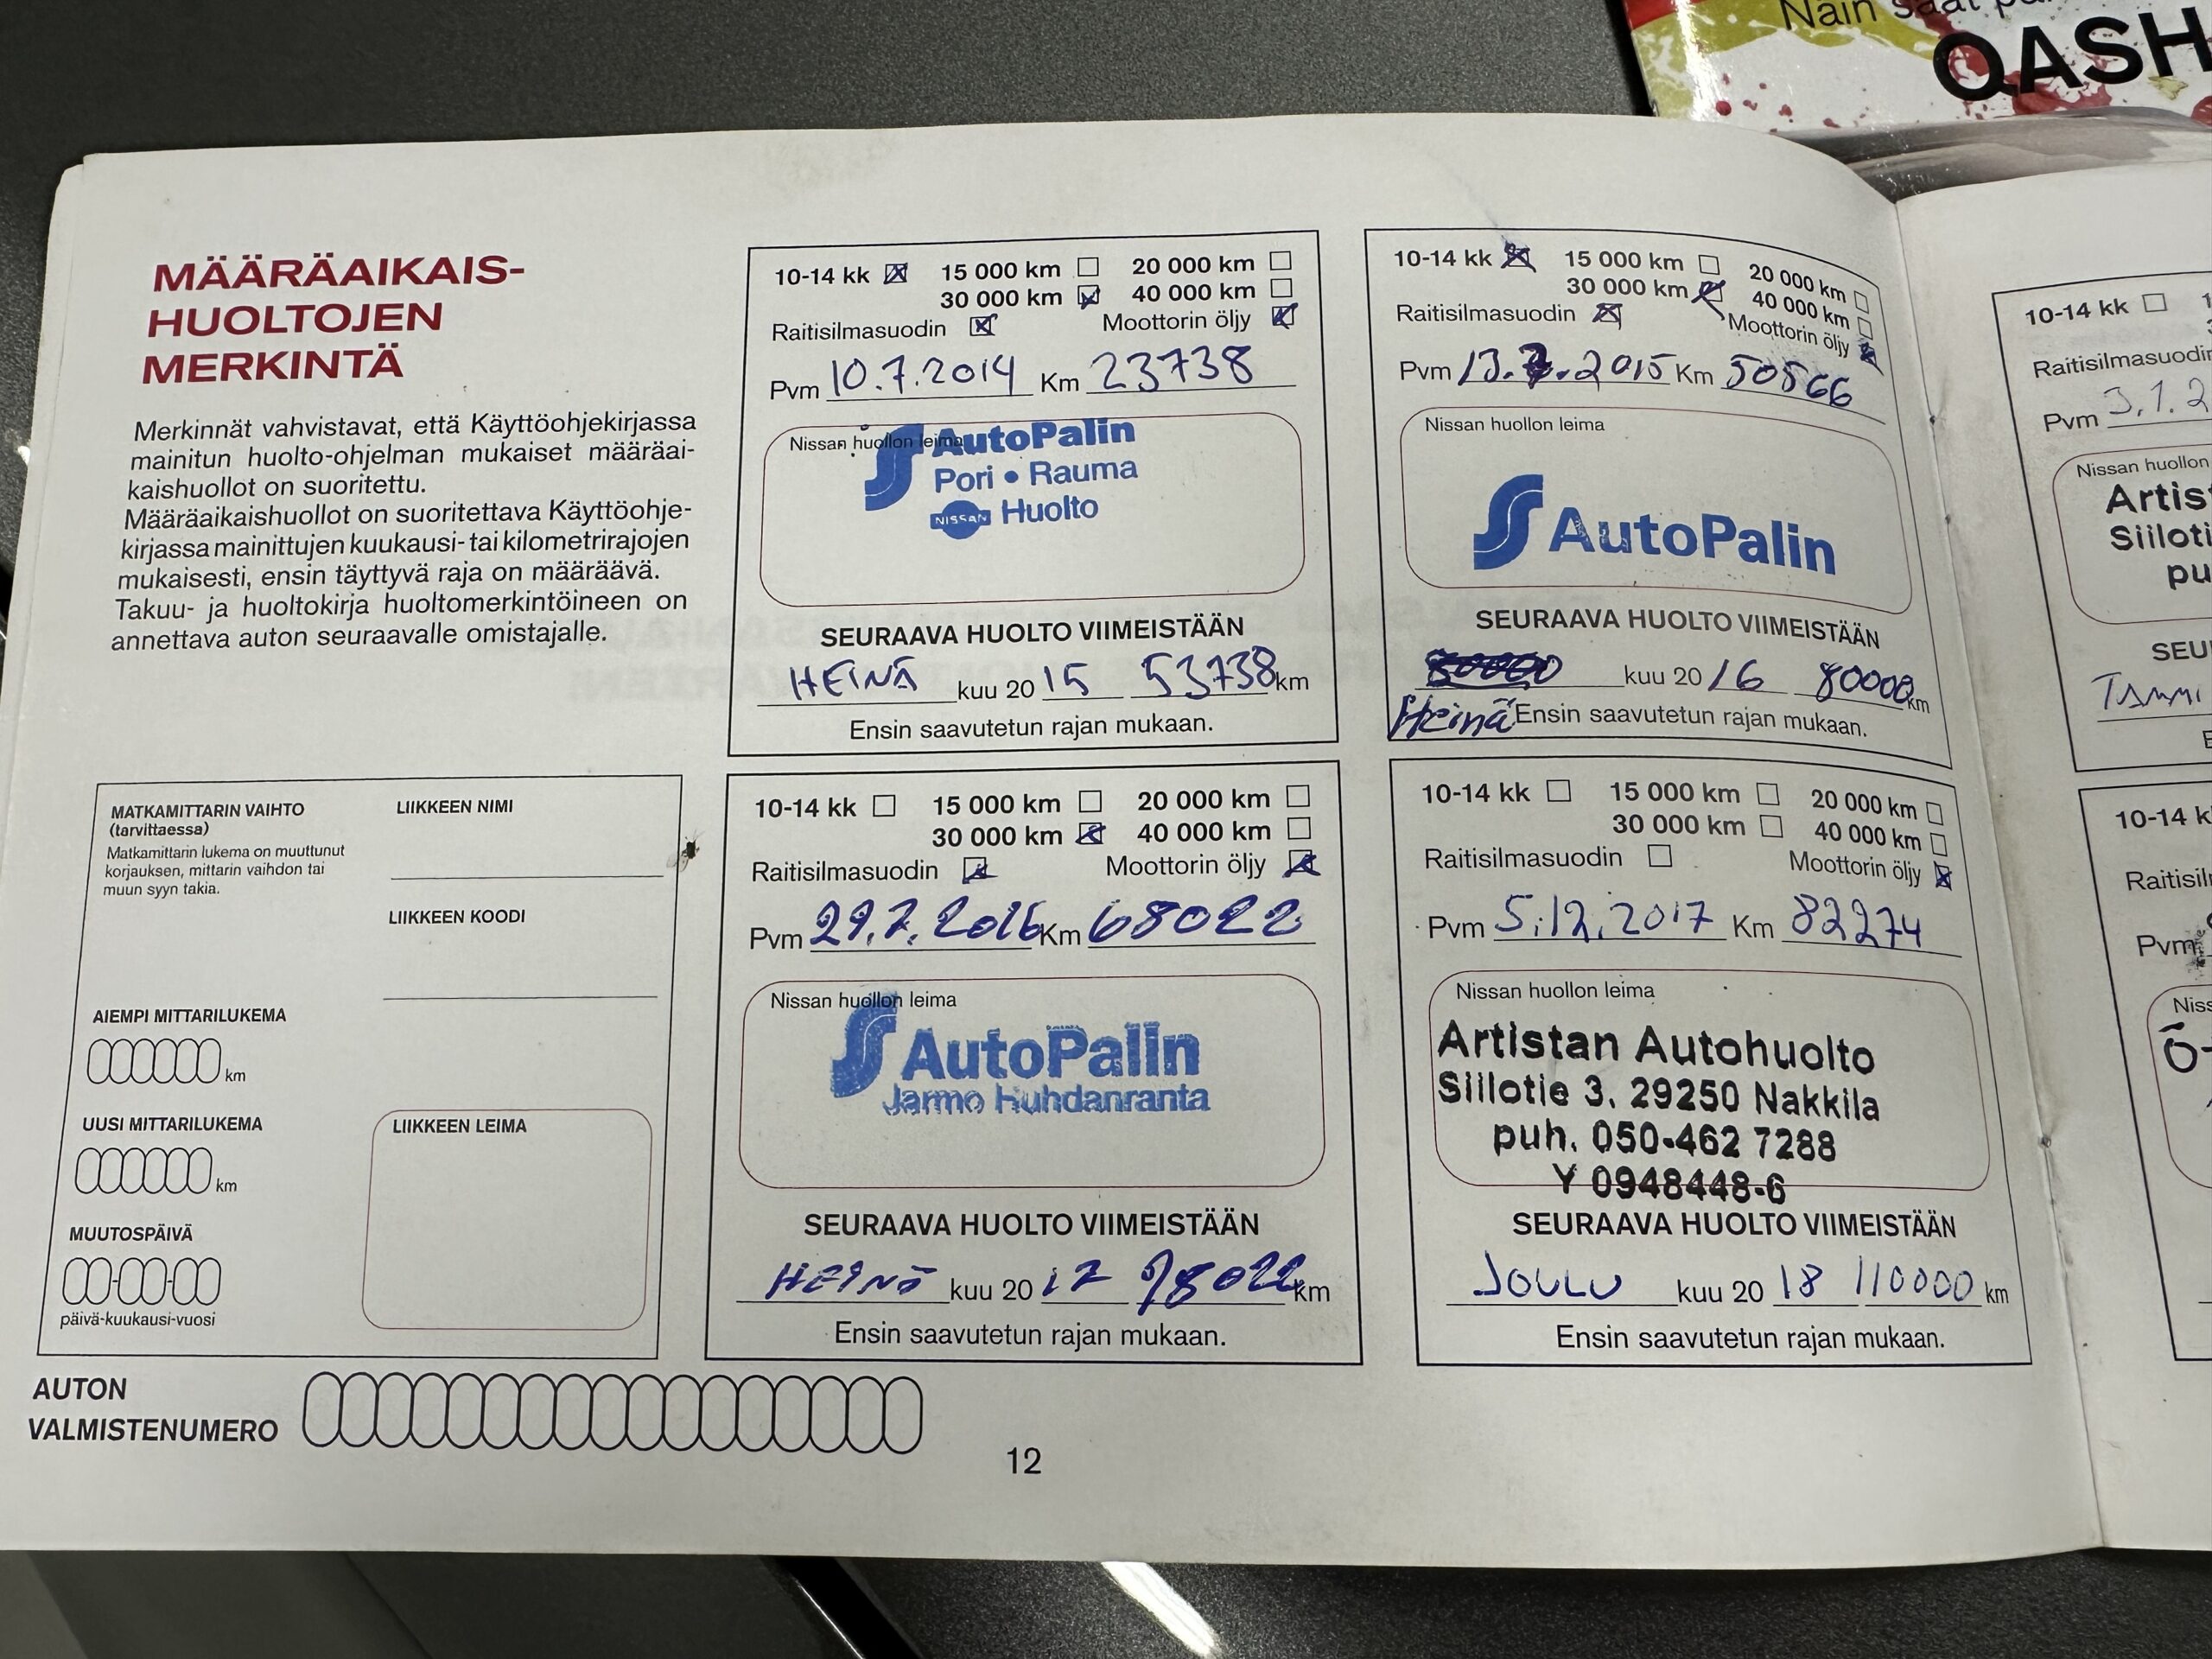 QASH
MÄÄRÄAIKAIS-
HUOLTOJEN
MERKINTÄ
Merkinnät vahvistavat, että Käyttöohjekirjassa
mainitun huolto-ohjelman mukaiset määräai-
kaishuollot on suoritettu.
Määräaikaishuollot on suoritettava Käyttöohje-
kirjassa mainittujen kuukausi- tai kilometrirajojen
mukaisesti, ensin täyttyvä raja on määräävä.
Takuu- ja huoltokirja huoltomerkintöineen on
annettava auton seuraavalle omistajalle.
10-14 kk 15 000 km 20 000 km
30 000 km 40 000 km
Raitisilmasuodin Moottorin öljy
Pvm 10.7.2014 Km 23738
Nissan huollon leima
AutoPalin
Pori • Rauma
NISSAN Huolto
SEURAAVA HUOLTO VIIMEISTÄÄN
HEINÄ kuu 20 15 53738 km
Ensin saavutetun rajan mukaan.
10-14 kk 15 000 km 20 000 km
30 000 km 40 000 km
Raitisilmasuodin Moottorin öljy
Pvm 13.7.2015 Km 50566
Nissan huollon leima
AutoPalin
SEURAAVA HUOLTO VIIMEISTÄÄN
kuu 20 16 80000 km
Heinä Ensin saavutetun rajan mukaan.
MATKAMITTARIN VAIHTO
(tarvittaessa)
Matkamittarin lukema on muuttunut
korjauksen, mittarin vaihdon tai
muun syyn takia.
LIIKKEEN NIMI
LIIKKEEN KOODI
AIEMPI MITTARILUKEMA
km
UUSI MITTARILUKEMA
km
MUUTOSPÄIVÄ
päivä-kuukausi-vuosi
LIIKKEEN LEIMA
10-14 kk 15 000 km 20 000 km
30 000 km 40 000 km
Raitisilmasuodin Moottorin öljy
Pvm 29.7.2016 Km 68022
Nissan huollon leima
AutoPalin
Jarmo Huhdanranta
SEURAAVA HUOLTO VIIMEISTÄÄN
HEINÄ kuu 20 17 98022 km
Ensin saavutetun rajan mukaan.
10-14 kk 15 000 km 20 000 km
30 000 km 40 000 km
Raitisilmasuodin Moottorin öljy
Pvm 5.12.2017 Km 82274
Nissan huollon leima
Artistan Autohuolto
Siilotie 3, 29250 Nakkila
puh. 050-462 7288
Y 0948448-6
SEURAAVA HUOLTO VIIMEISTÄÄN
JOULU kuu 20 18 110000 km
Ensin saavutetun rajan mukaan.
AUTON
VALMISTENUMERO
12
10-14 kk
Raitisilmasuodin
Pvm 3.1.2
Nissan huollon
Artis
Siiloti
pu
SEU
TAMMI
10-14 k
Raitisil
Pvm
Niss